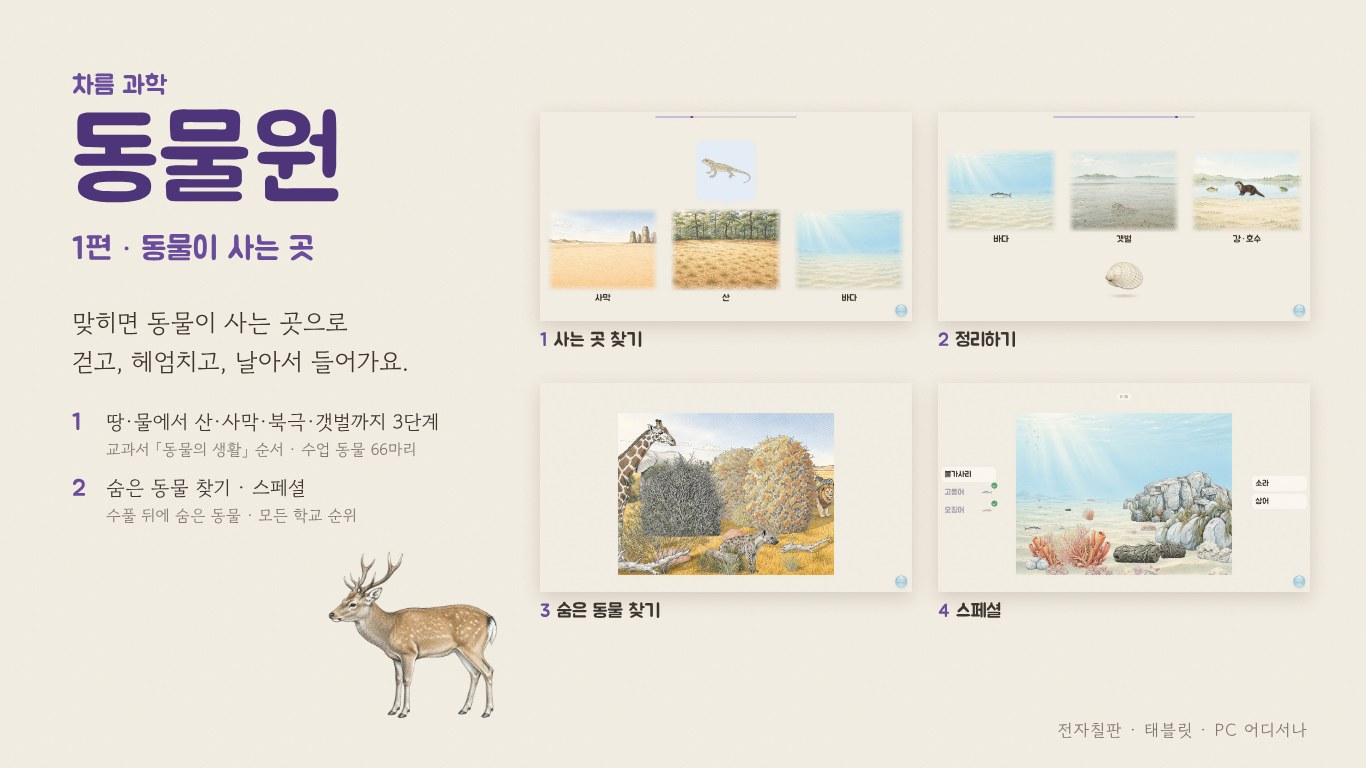 차름 과학
동물원
1편 · 동물이 사는 곳
맞히면 동물이 사는 곳으로
걷고, 헤엄치고, 날아서 들어가요.
1 땅·물에서 산·사막·북극·갯벌까지 3단계
교과서 「동물의 생활」 순서 · 수업 동물 66마리
2 숨은 동물 찾기 · 스페셜
수풀 뒤에 숨은 동물 · 모든 학교 순위
사막 산 바다
1 사는 곳 찾기
바다 갯벌 강·호수
2 정리하기
3 숨은 동물 찾기
불가사리
고등어
오징어
소라
상어
4 스페셜
전자칠판 · 태블릿 · PC 어디서나